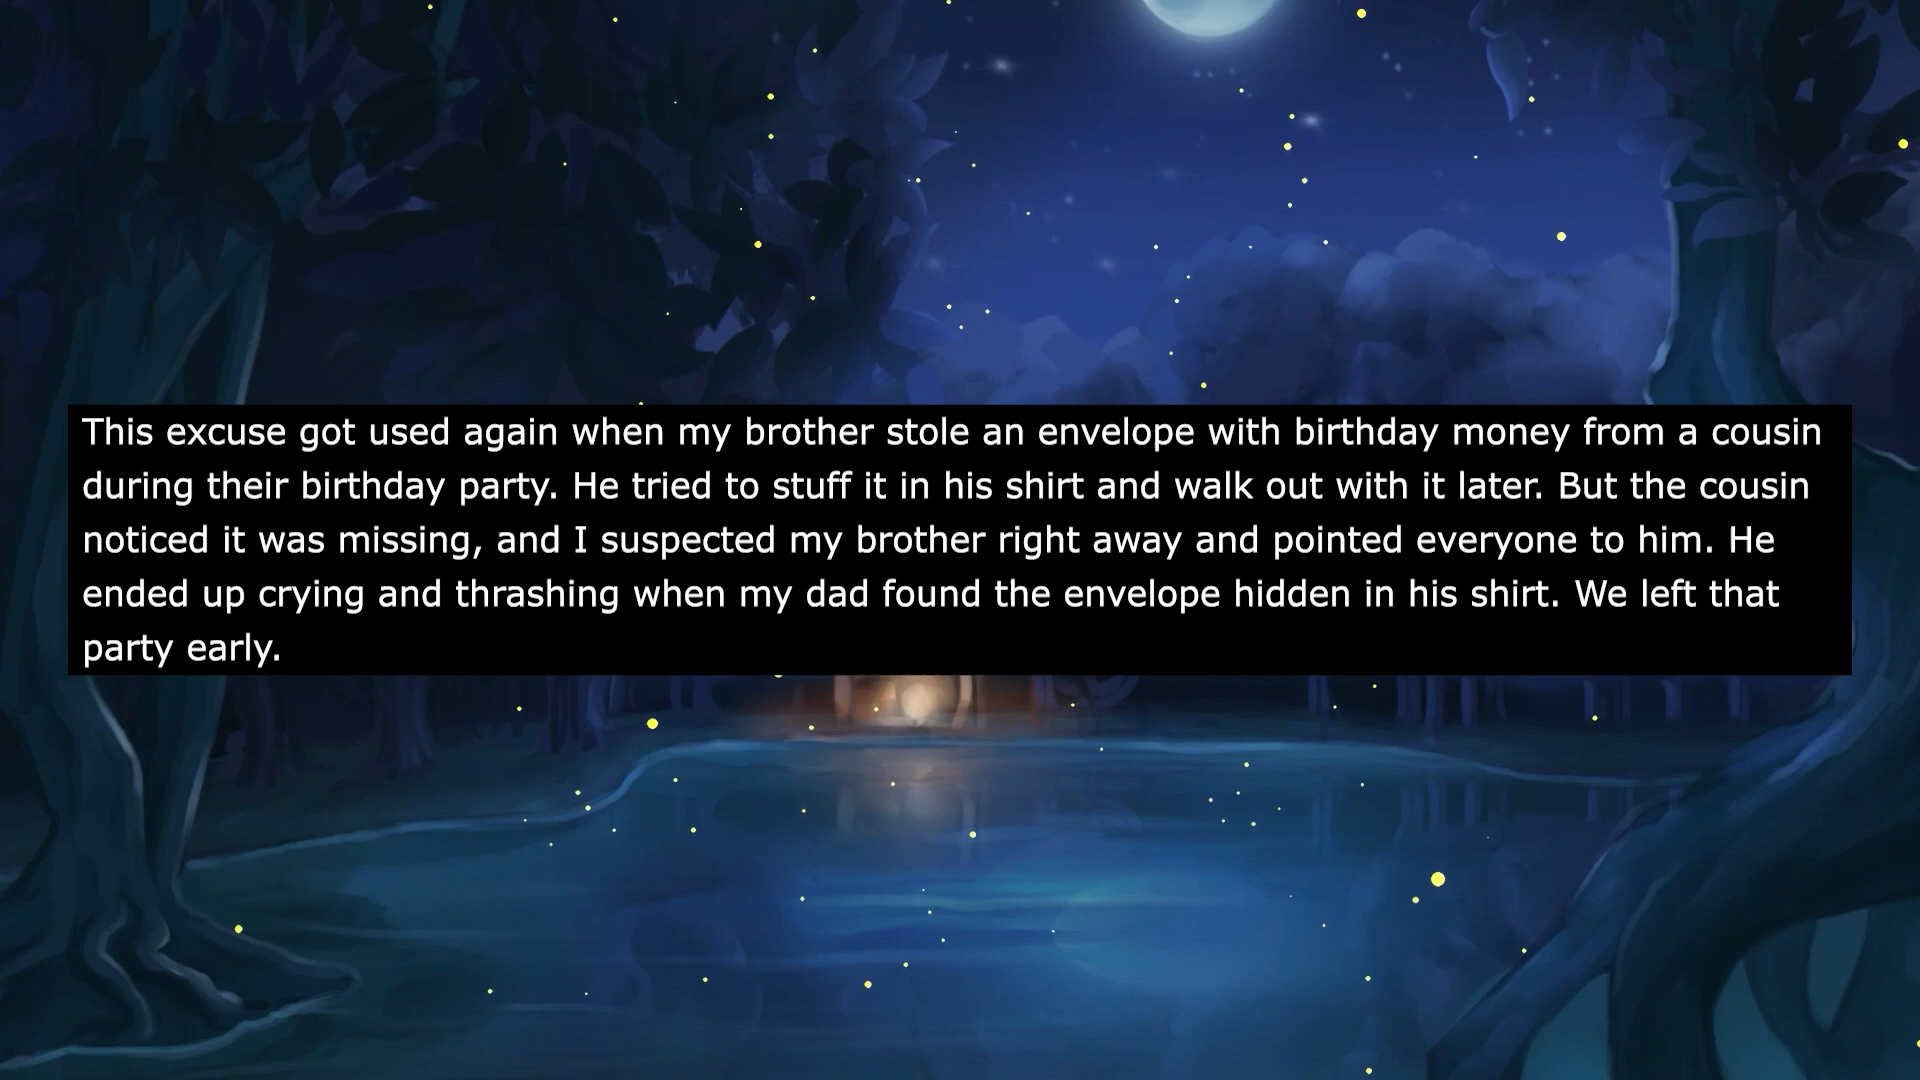 This excuse got used again when my brother stole an envelope with birthday money from a cousin
during their birthday party. He tried to stuff it in his shirt and walk out with it later. But the cousin
noticed it was missing, and I suspected my brother right away and pointed everyone to him. He
ended up crying and thrashing when my dad found the envelope hidden in his shirt. We left that
party early.